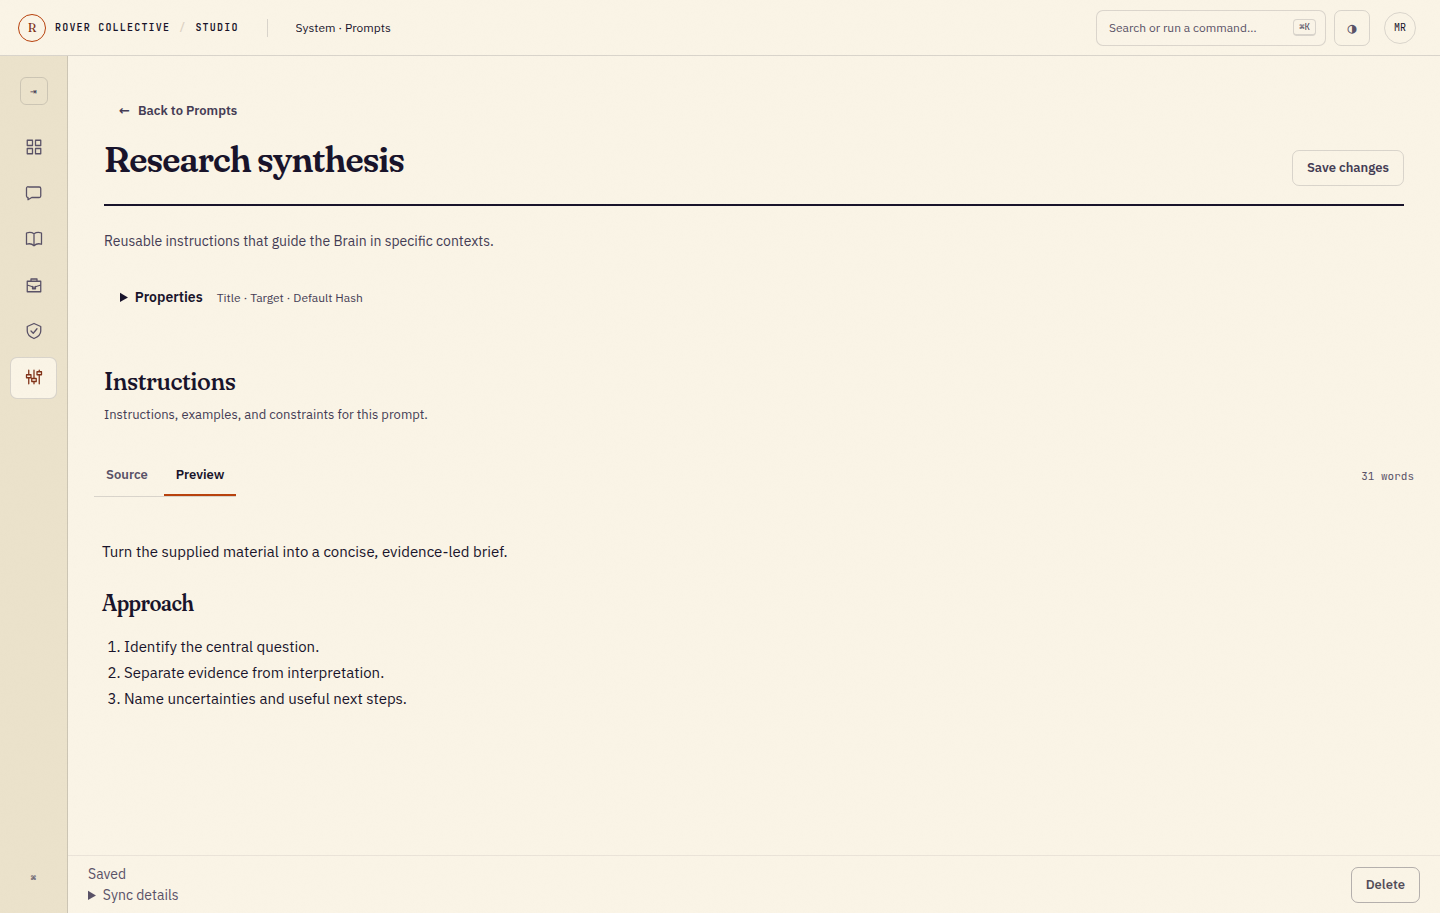 R ROVER COLLECTIVE / STUDIO System · Prompts Search or run a command... ⌘K MR
← Back to Prompts
Research synthesis
Save changes
Reusable instructions that guide the Brain in specific contexts.
Properties Title · Target · Default Hash
Instructions
Instructions, examples, and constraints for this prompt.
Source Preview 31 words
Turn the supplied material into a concise, evidence-led brief.
Approach
1. Identify the central question.
2. Separate evidence from interpretation.
3. Name uncertainties and useful next steps.
⌘
Saved
Sync details
Delete